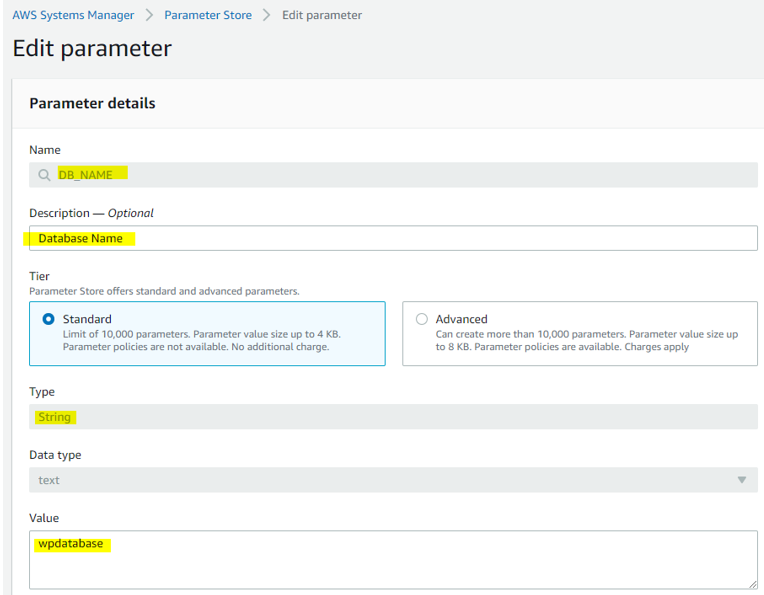 AWS Systems Manager > Parameter Store > Edit parameter
Edit parameter
Parameter details
Name
DB_NAME
Description — Optional
Database Name
Tier
Parameter Store offers standard and advanced parameters.
Standard
Limit of 10,000 parameters. Parameter value size up to 4 KB.
Parameter policies are not available. No additional charge.
Advanced
Can create more than 10,000 parameters. Parameter value size up
to 8 KB. Parameter policies are available. Charges apply
Type
String
Data type
text
Value
wpdatabase